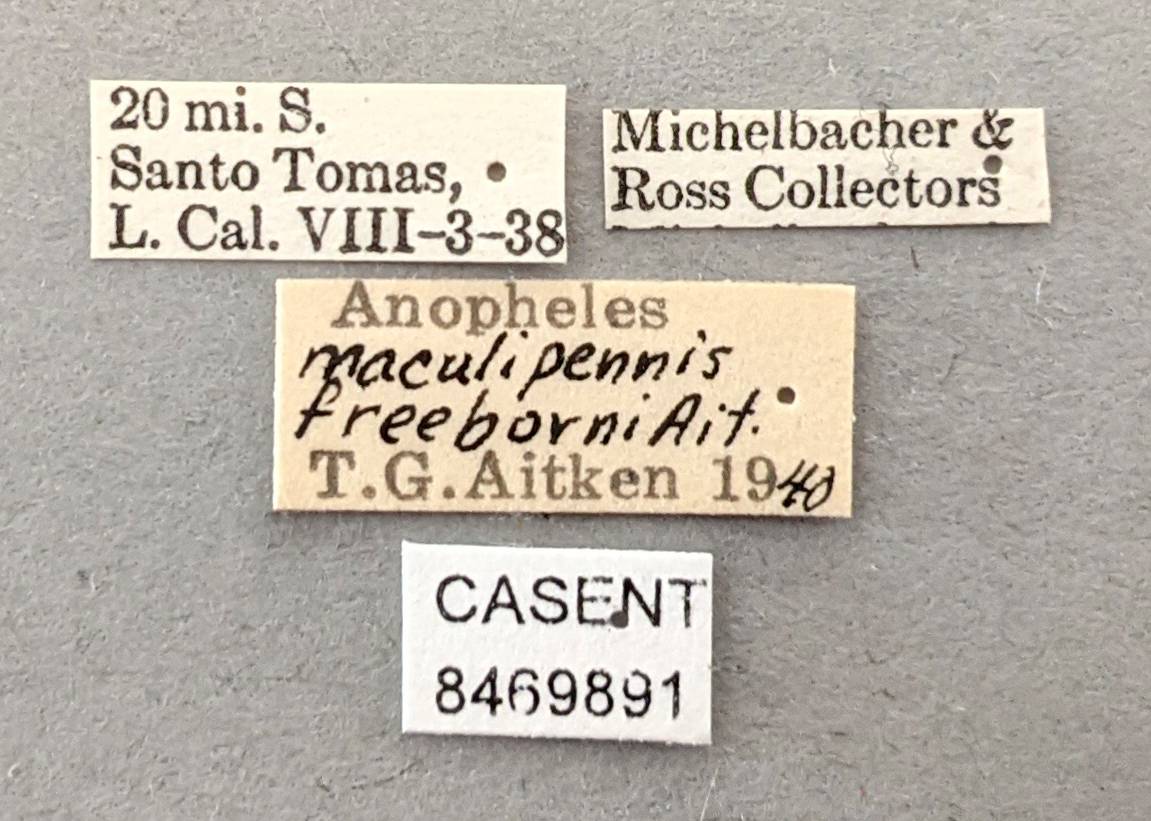 20 mi. S.
Santo Tomas,
L. Cal. VIII-3-38
Michelbacher &
Ross Collectors
Anopheles
maculipennis
freeborni Ait.
T.G.Aitken 1940
CASENT
8469891